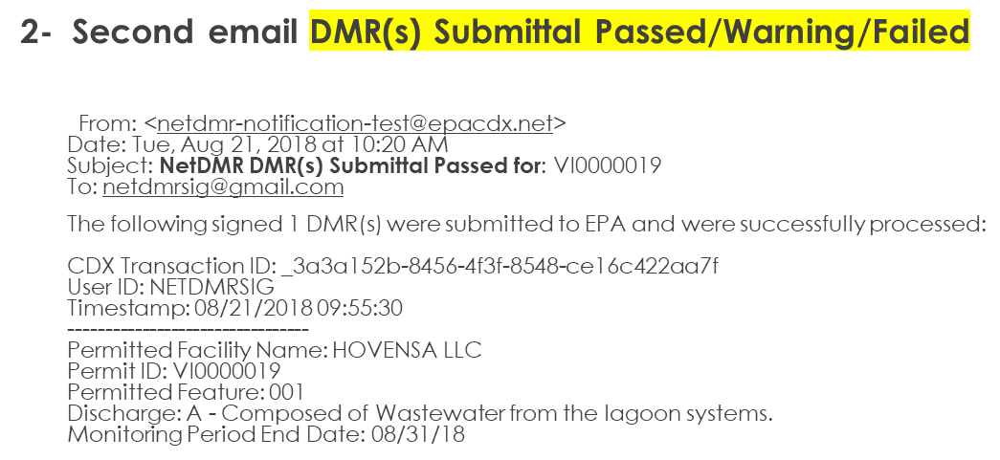 2- Second email DMR(s) Submittal Passed/Warning/Failed
From: <netdmr-notification-test@epacdx.net>
Date: Tue, Aug 21, 2018 at 10:20 AM
Subject: NetDMR DMR(s) Submittal Passed for: VI0000019
To: netdmrsig@gmail.com
The following signed 1 DMR(s) were submitted to EPA and were successfully processed:
CDX Transaction ID: _3a3a152b-8456-4f3f-8548-ce16c422aa7f
User ID: NETDMRSIG
Timestamp: 08/21/2018 09:55:30
--------------------------------
Permitted Facility Name: HOVENSA LLC
Permit ID: VI0000019
Permitted Feature: 001
Discharge: A - Composed of Wastewater from the lagoon systems.
Monitoring Period End Date: 08/31/18